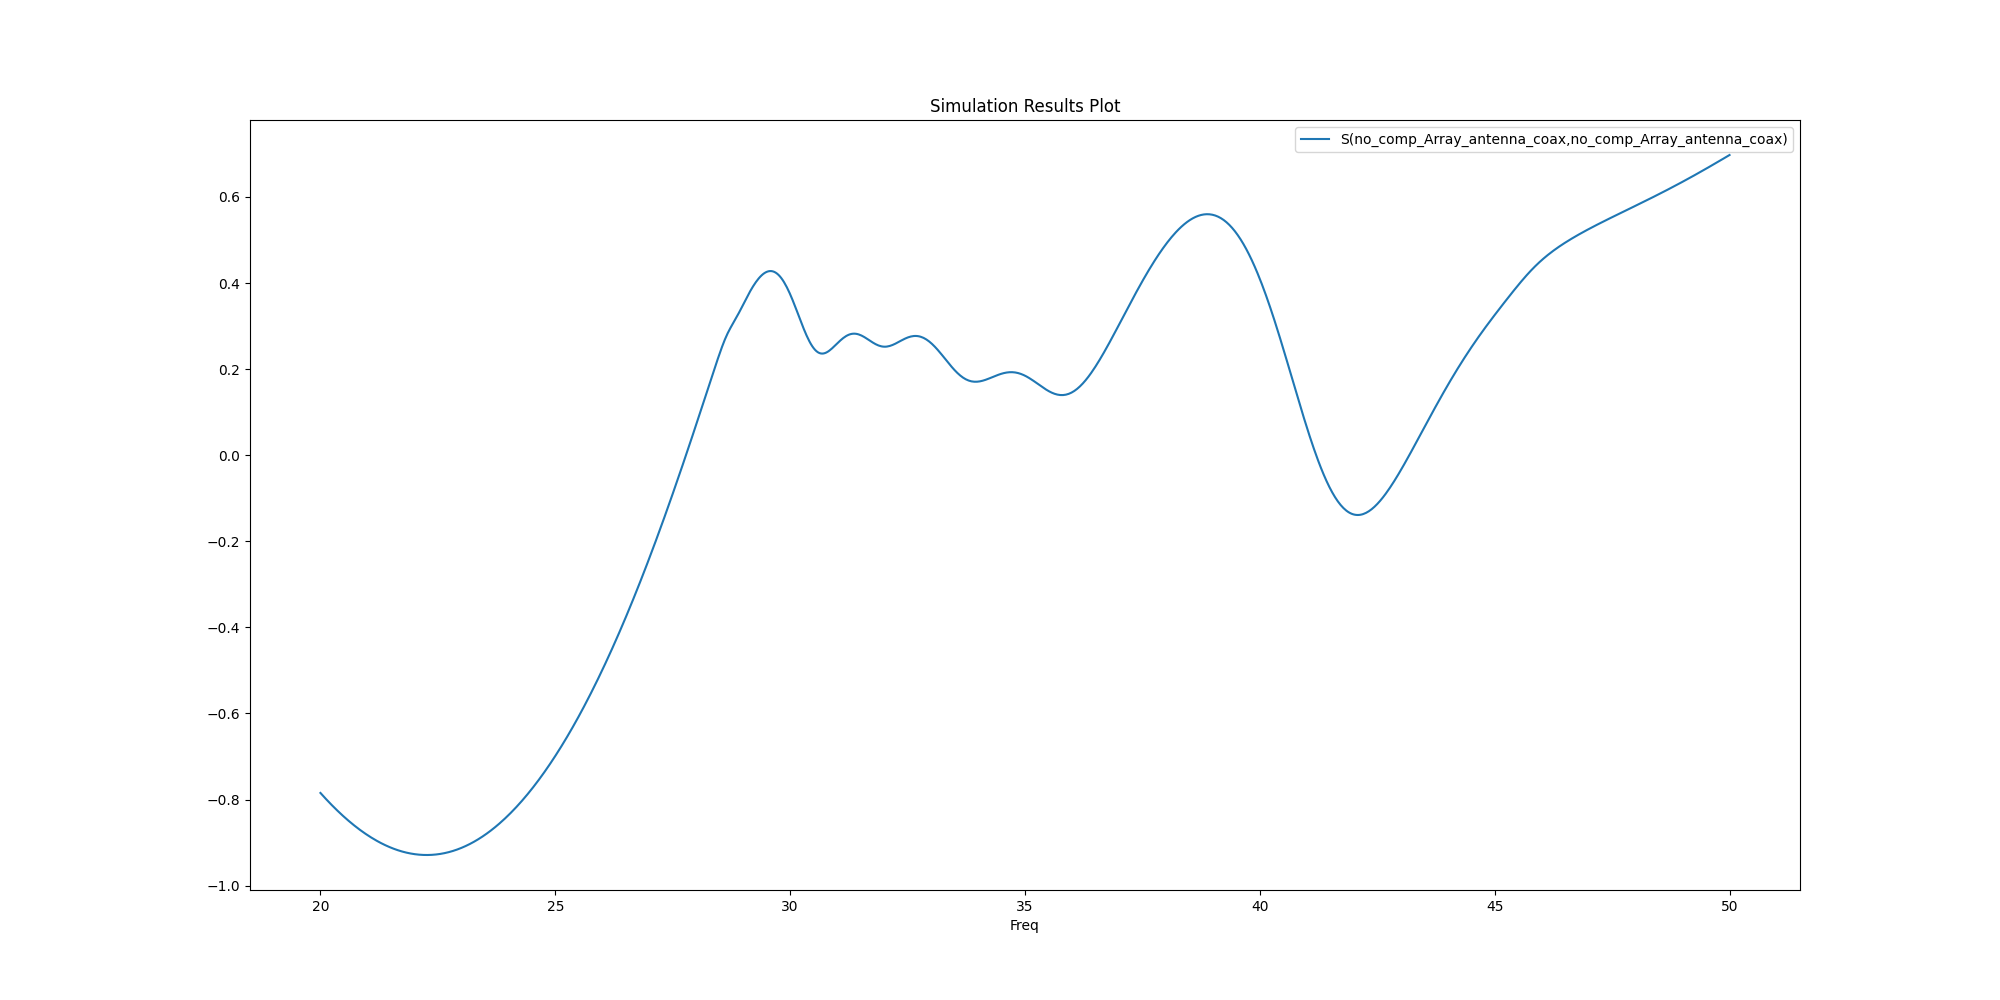 Simulation Results Plot
S(no_comp_Array_antenna_coax,no_comp_Array_antenna_coax)
0.6
0.4
0.2
0.0
−0.2
−0.4
−0.6
−0.8
−1.0
20 25 30 35 40 45 50
Freq